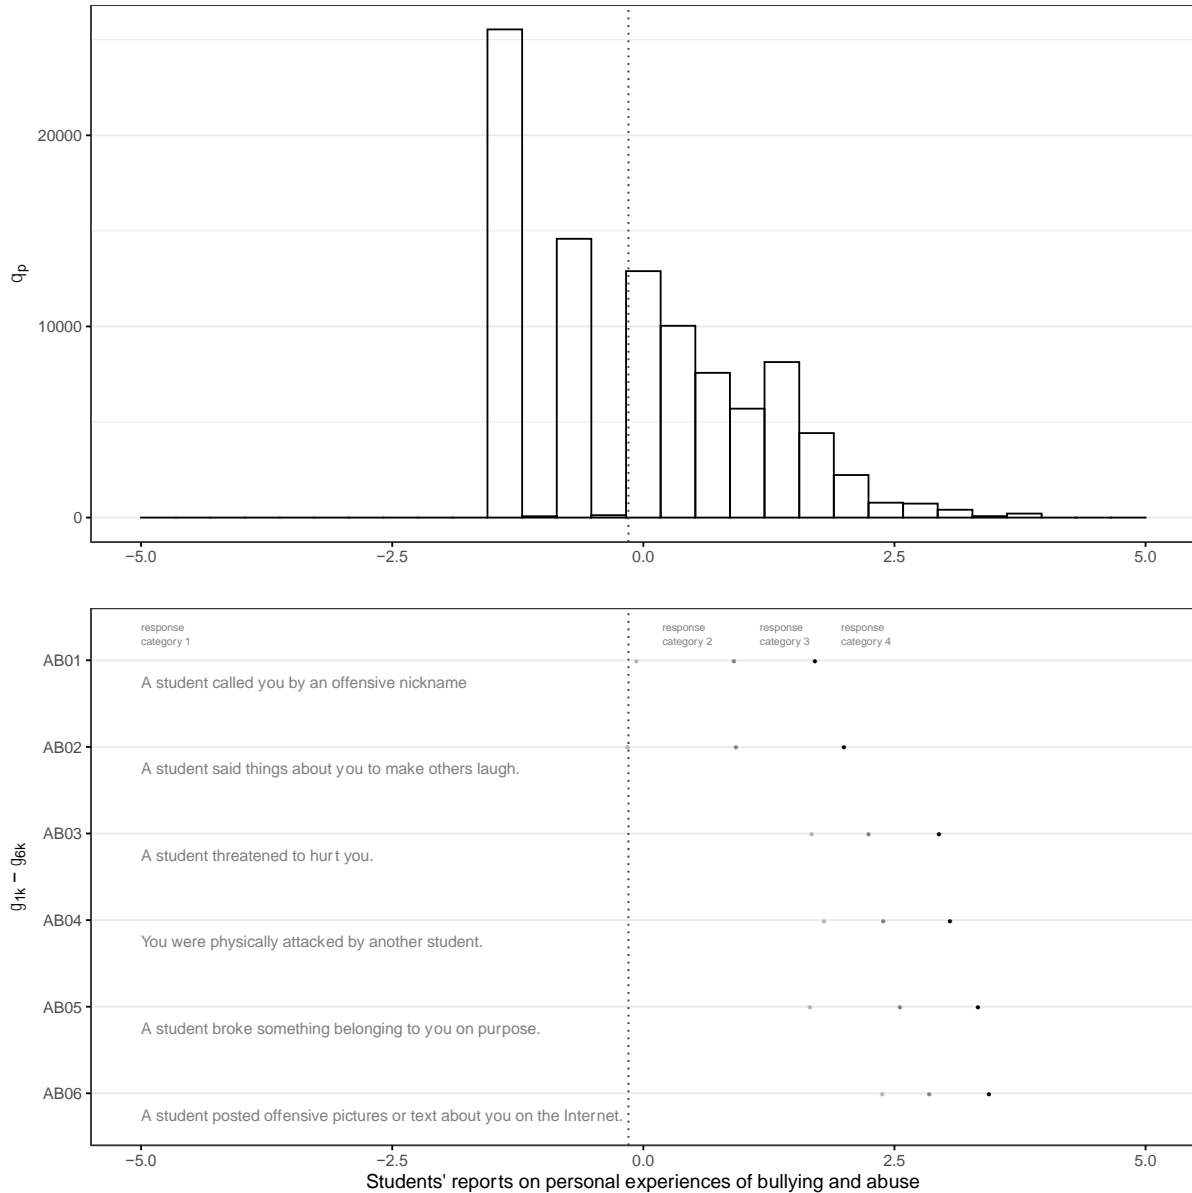 20000
10000
0
qp
−5.0 −2.5 0.0 2.5 5.0
response response response response
category 1 category 2 category 3 category 4
AB01
A student called you by an offensive nickname
AB02
A student said things about you to make others laugh.
AB03
A student threatened to hurt you.
g1k − g6k
AB04
You were physically attacked by another student.
AB05
A student broke something belonging to you on purpose.
AB06
A student posted offensive pictures or text about you on the Internet.
−5.0 −2.5 0.0 2.5 5.0
Students' reports on personal experiences of bullying and abuse